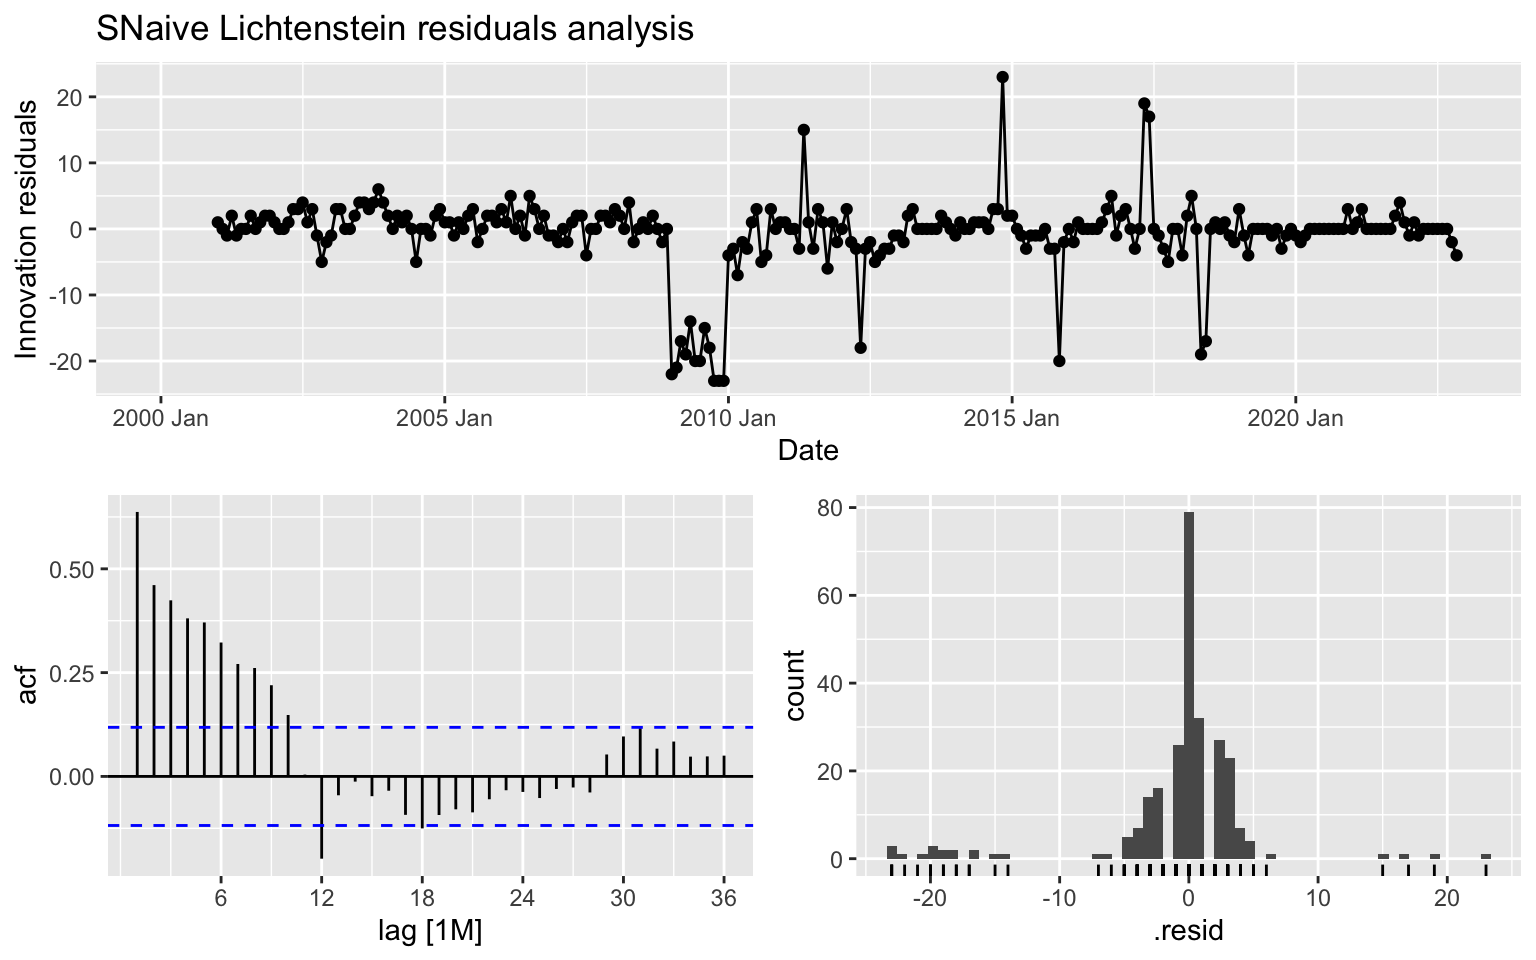 SNaive Lichtenstein residuals analysis
Innovation residuals
20
10
0
-10
-20
2000 Jan 2005 Jan 2010 Jan 2015 Jan 2020 Jan
Date
acf
0.50
0.25
0.00
6 12 18 24 30 36
lag [1M]
count
80
60
40
20
0
-20 -10 0 10 20
.resid